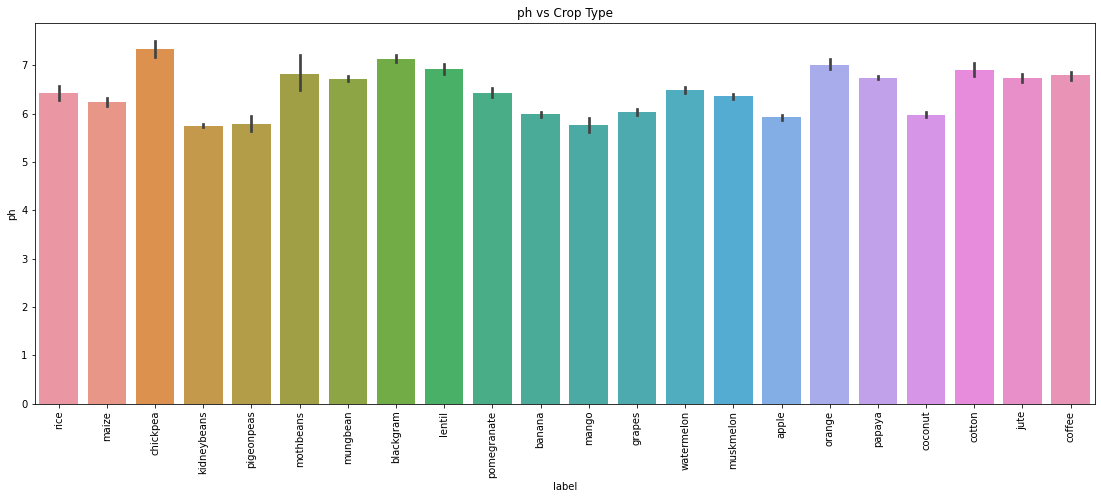 ph vs Crop Type
ph
7
6
5
4
3
2
1
0
rice
maize
chickpea
kidneybeans
pigeonpeas
mothbeans
mungbean
blackgram
lentil
pomegranate
banana
mango
grapes
watermelon
muskmelon
apple
orange
papaya
coconut
cotton
jute
coffee
label